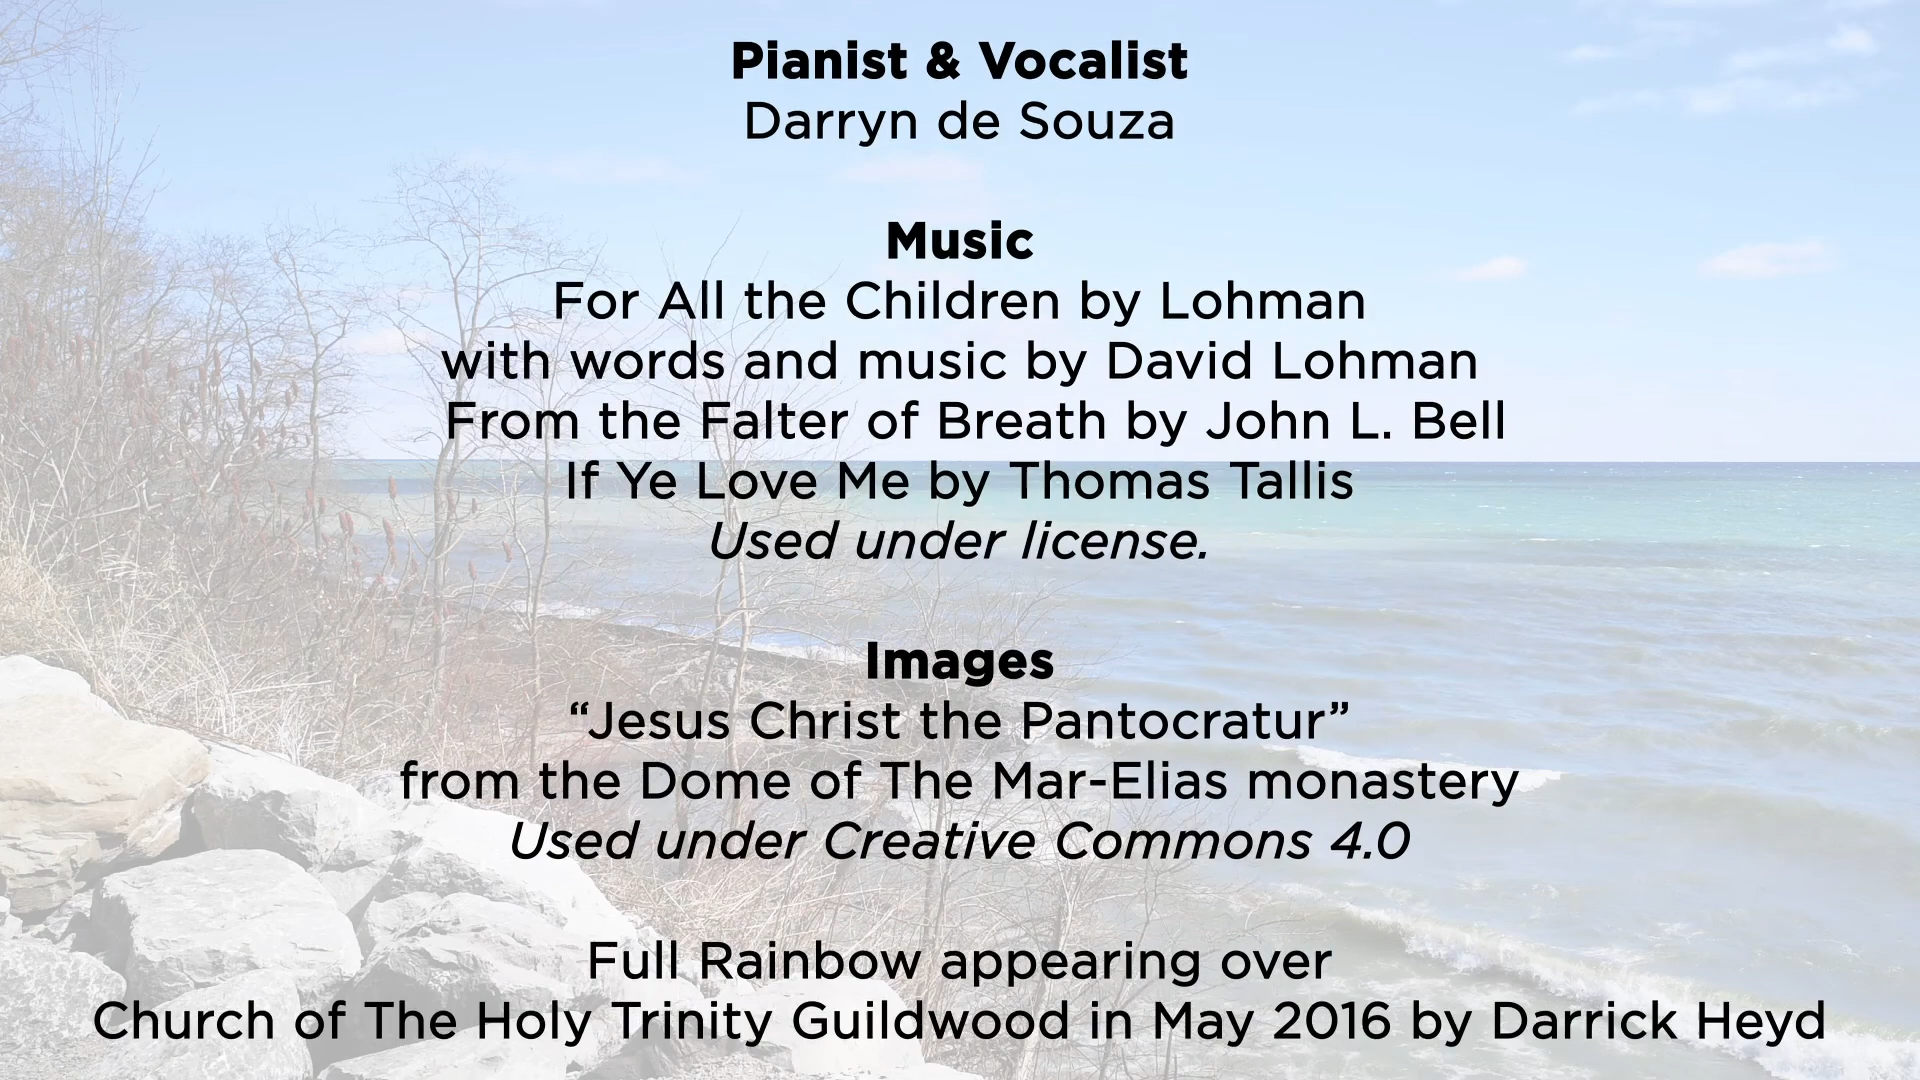 Pianist & Vocalist
Darryn de Souza
Music
For All the Children by Lohman
with words and music by David Lohman
From the Falter of Breath by John L. Bell
If Ye Love Me by Thomas Tallis
Used under license.
Images
“Jesus Christ the Pantocratur”
from the Dome of The Mar-Elias monastery
Used under Creative Commons 4.0
Full Rainbow appearing over
Church of The Holy Trinity Guildwood in May 2016 by Darrick Heyd